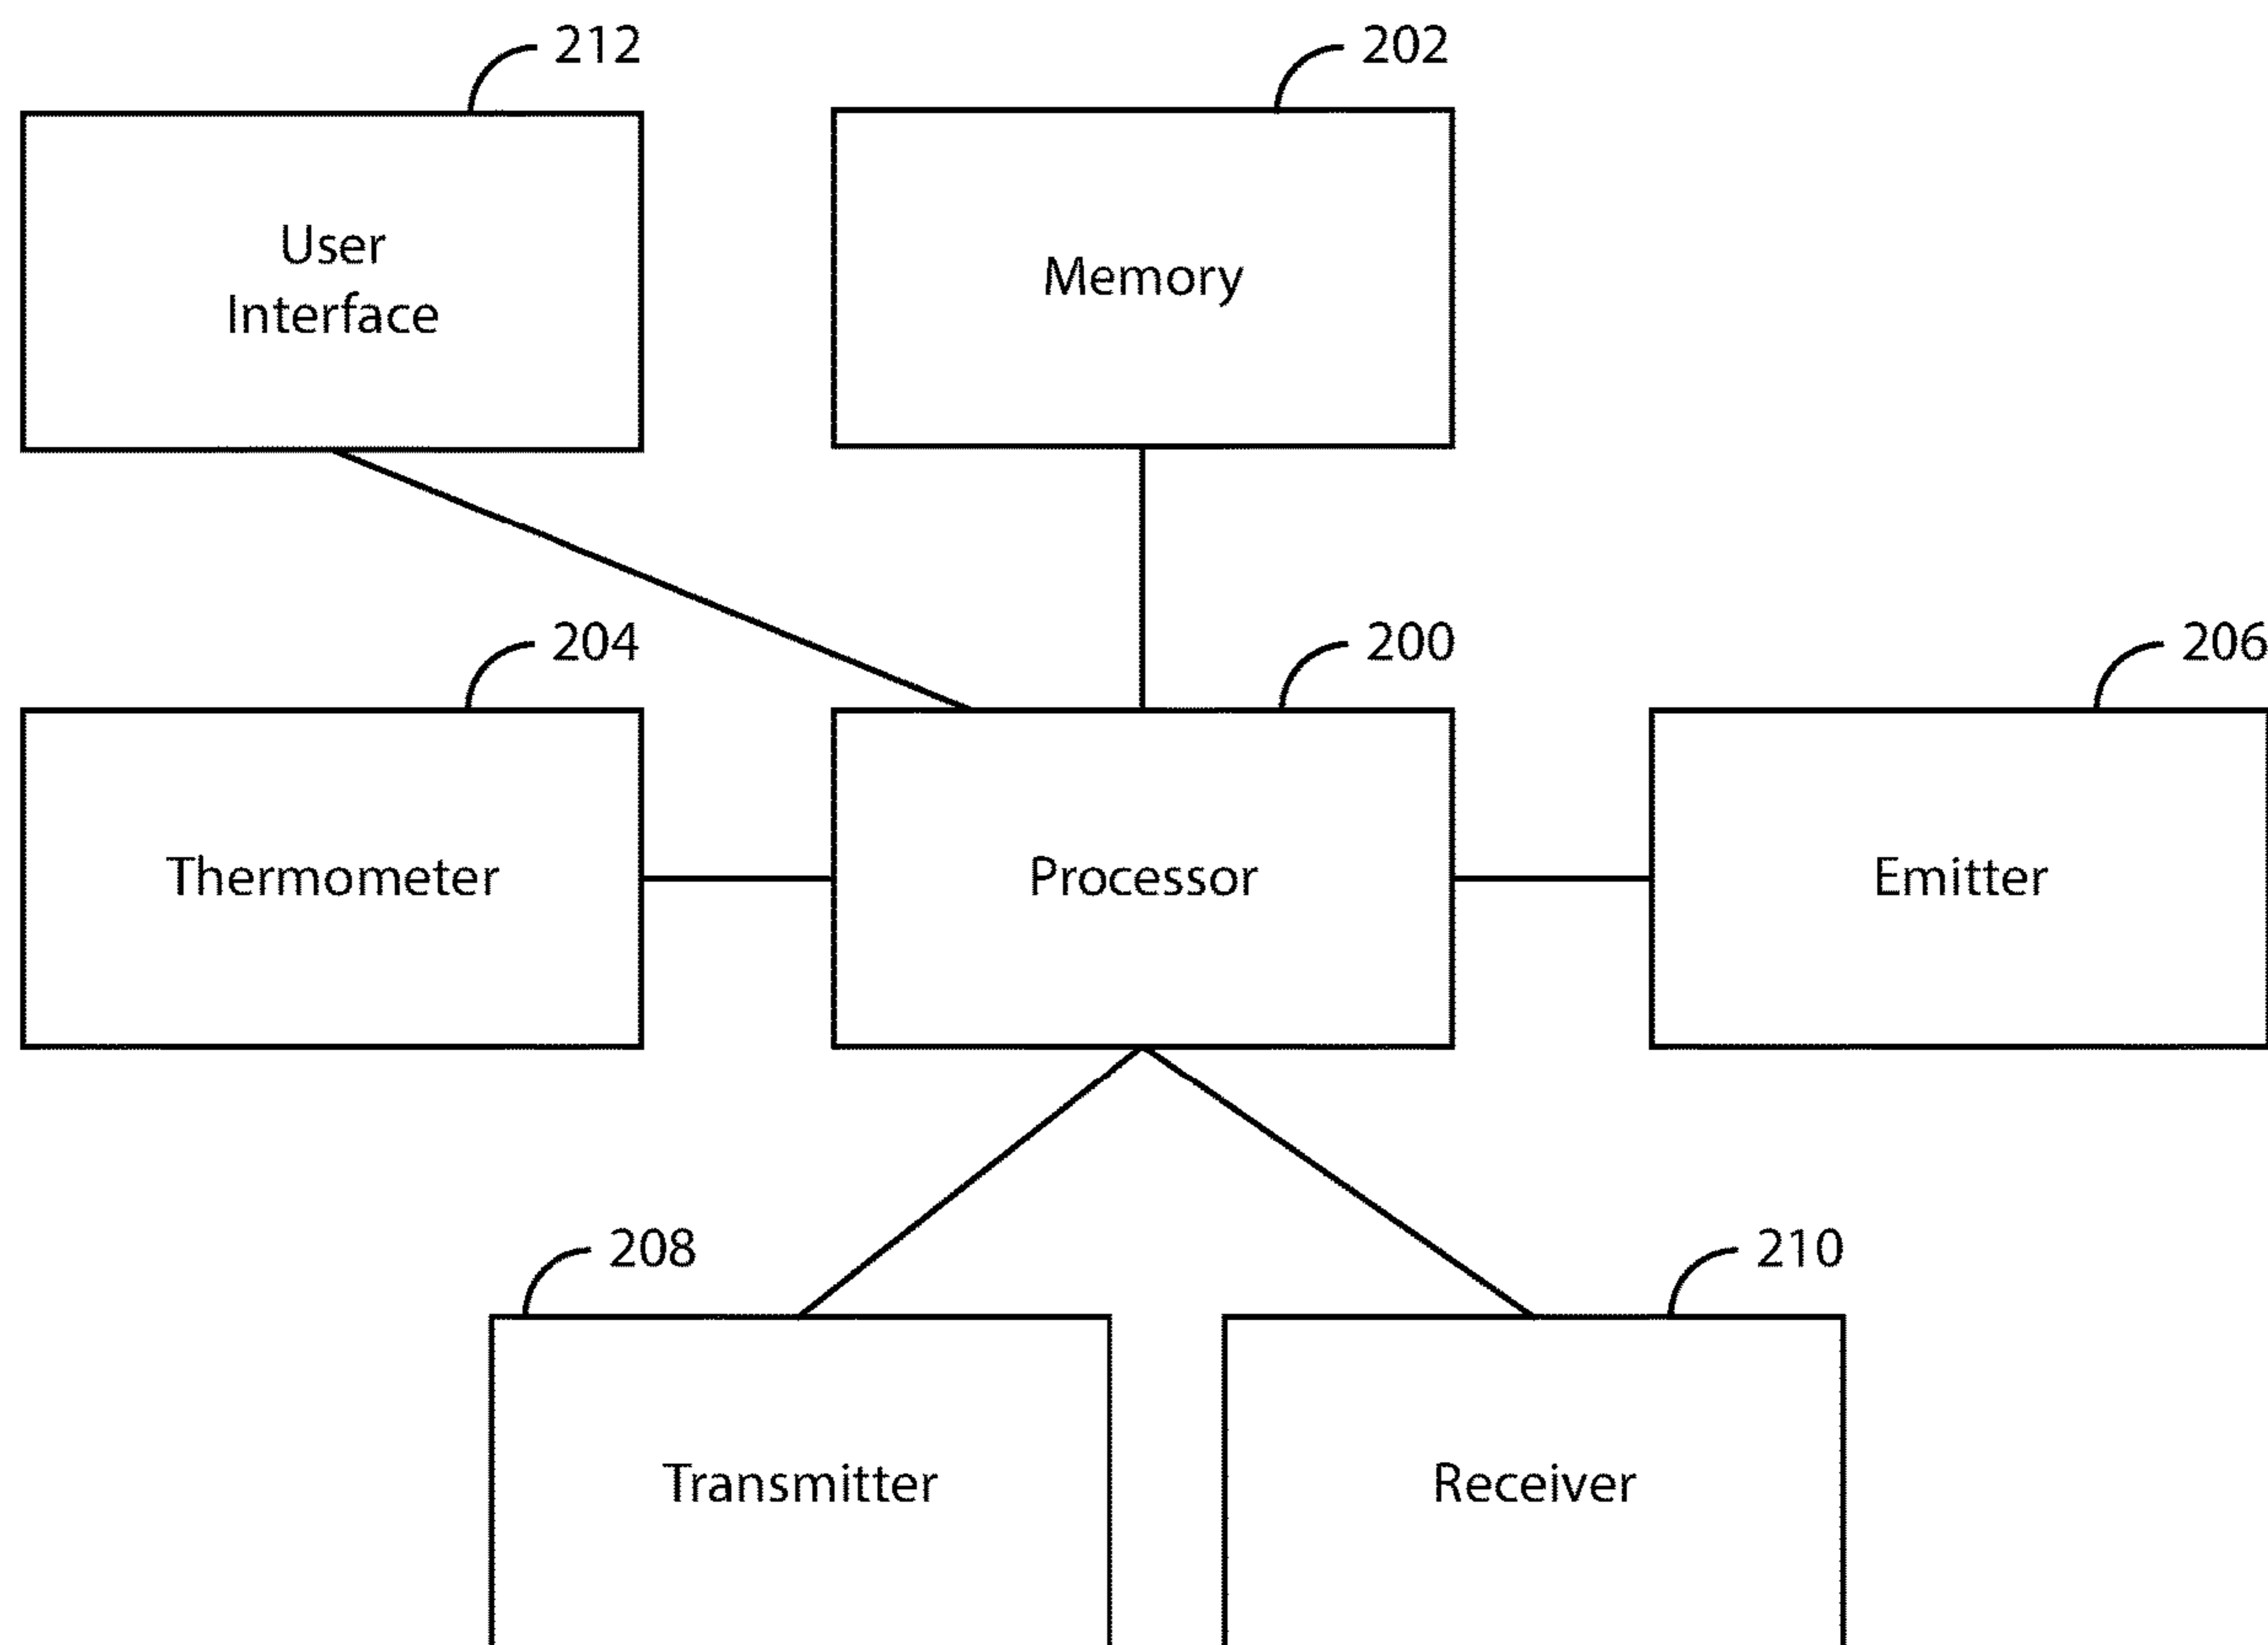 212
202
User
Interface
Memory
204
200
206
Thermometer
Processor
Emitter
208
210
Transmitter
Receiver